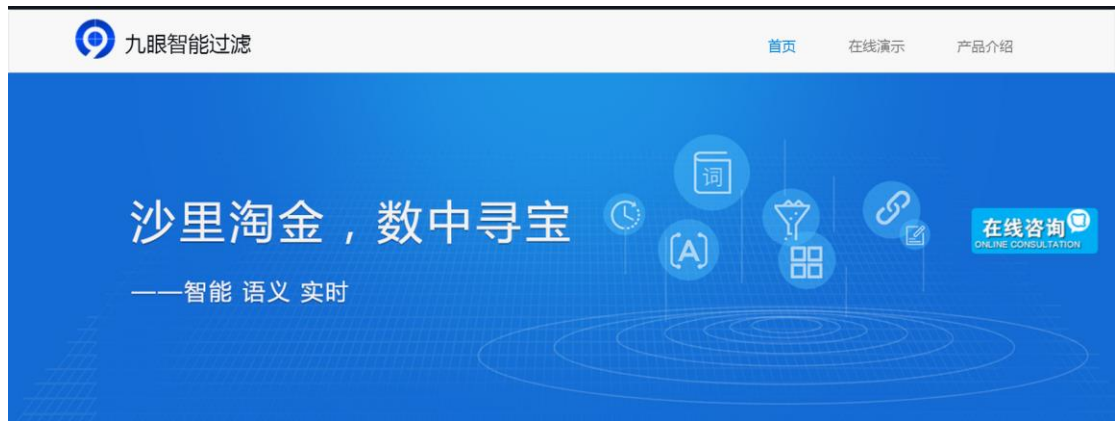 九眼智能过滤
首页 在线演示 产品介绍
词
沙里淘金，数中寻宝
[A]
——智能 语义 实时
在线咨询
ONLINE CONSULTATION